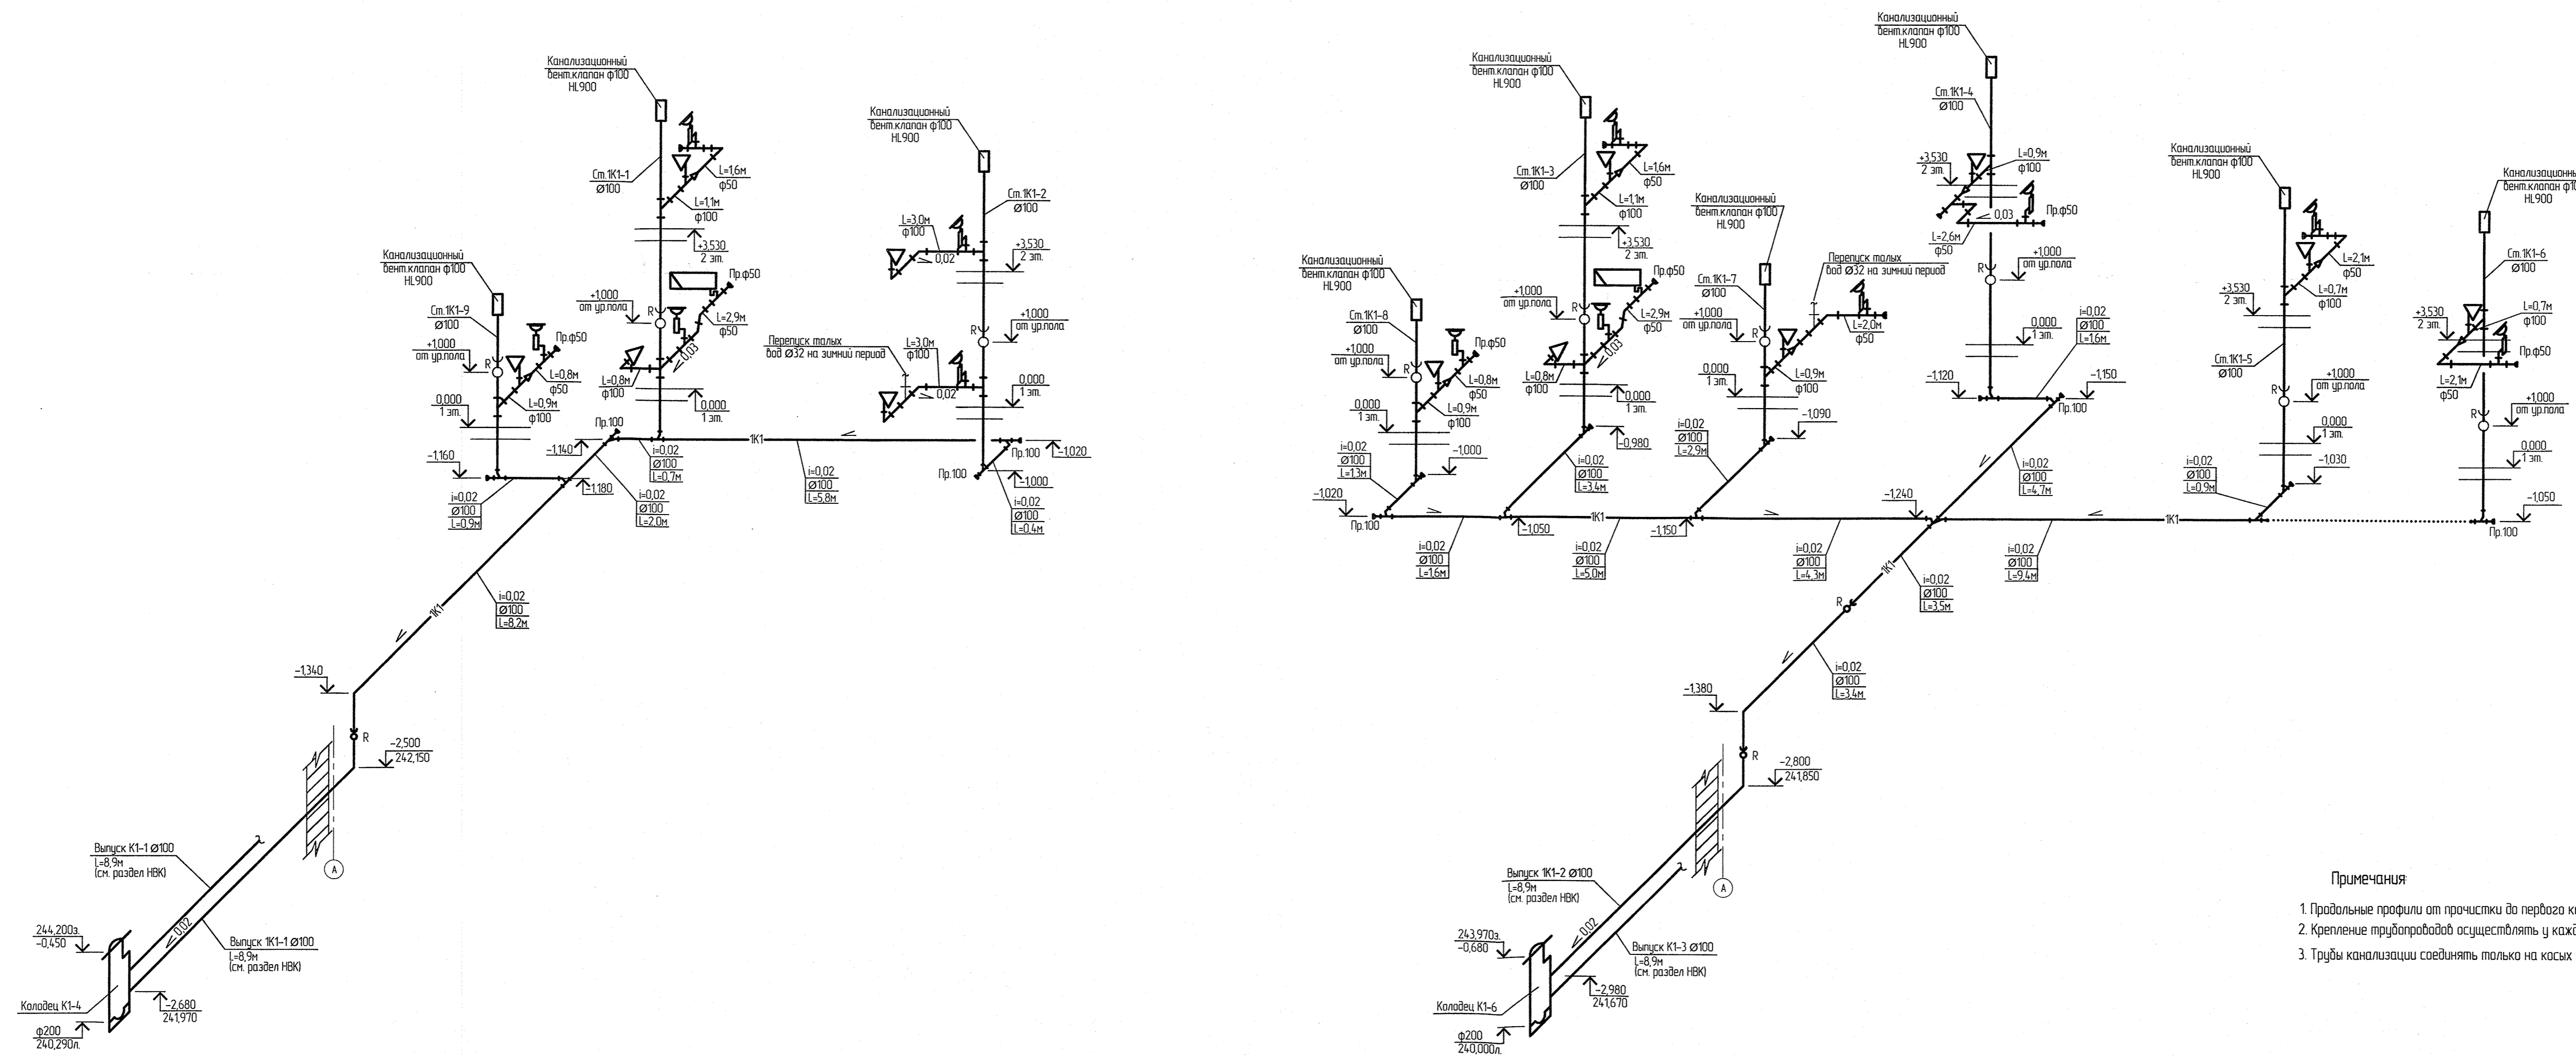 Канализационный
вент.клапан ф100
HL900
Ст.1К1-1
Ø100
L=1,6м
ф50
L=1,1м
ф100
+3,530
2 эт.
Пр.ф50
+1,000
от ур.пола
R
L=2,9м
ф50
0,03
L=0,8м
ф100
0,000
1 эт.
Канализационный
вент.клапан ф100
HL900
Ст.1К1-2
Ø100
L=3,0м
ф100
0,02
+3,530
2 эт.
R
+1,000
от ур.пола
Перепуск талых
вод Ø32 на зимний период
L=3,0м
ф100
0,02
0,000
1 эт.
Канализационный
вент.клапан ф100
HL900
Ст.1К1-9
Ø100
+1,000
от ур.пола
R
Пр.ф50
L=0,8м
ф50
L=0,9м
ф100
0,000
1 эт.
-1,160
Пр.100
-1,140
-1,180
1К1
Пр.100
-1,020
Пр.100
-1,000
i=0,02
Ø100
L=0,9м
i=0,02
Ø100
L=0,7м
i=0,02
Ø100
L=2,0м
i=0,02
Ø100
L=5,8м
i=0,02
Ø100
L=0,4м
1К1
i=0,02
Ø100
L=8,2м
-1,340
R
-2,500
242,150
А
Выпуск К1-1 Ø100
L=8,9м
(см. раздел НВК)
0,02
Выпуск 1К1-1 Ø100
L=8,9м
(см. раздел НВК)
244,200з.
-0,450
Колодец К1-4
-2,680
241,970
ф200
240,290л.
Канализационный
вент.клапан ф100
HL900
Ст.1К1-3
Ø100
L=1,6м
ф50
L=1,1м
ф100
+3,530
2 эт.
Пр.ф50
+1,000
от ур.пола
R
L=2,9м
ф50
0,03
L=0,8м
ф100
0,000
1 эт.
-0,980
Канализационный
вент.клапан ф100
HL900
Ст.1К1-8
Ø100
+1,000
от ур.пола
R
Пр.ф50
L=0,8м
ф50
L=0,9м
ф100
0,000
1 эт.
-1,000
i=0,02
Ø100
L=1,3м
-1,020
Пр.100
Канализационный
вент.клапан ф100
HL900
Ст.1К1-7
Ø100
Перепуск талых
вод Ø32 на зимний период
+1,000
от ур.пола
R
L=2,0м
ф50
L=0,9м
ф100
0,000
1 эт.
-1,090
i=0,02
Ø100
L=2,9м
i=0,02
Ø100
L=3,4м
-1,050
1К1
-1,150
i=0,02
Ø100
L=1,6м
i=0,02
Ø100
L=5,0м
i=0,02
Ø100
L=4,3м
Канализационный
вент.клапан ф100
HL900
Ст.1К1-4
Ø100
+3,530
2 эт.
L=0,9м
ф100
0,03
Пр.ф50
L=2,6м
ф50
R
+1,000
от ур.пола
0,000
1 эт.
i=0,02
Ø100
L=1,6м
-1,120
-1,150
Пр.100
i=0,02
Ø100
L=4,7м
-1,240
i=0,02
Ø100
L=9,4м
1К1
Канализационный
вент.клапан ф100
HL900
L=2,1м
ф50
L=0,7м
ф100
+3,530
2 эт.
Ст.1К1-5
Ø100
R
+1,000
от ур.пола
0,000
1 эт.
-1,030
i=0,02
Ø100
L=0,9м
Канализационн
вент.клапан ф10
HL900
Ст.1К1-6
Ø100
L=0,7м
ф100
+3,530
2 эт.
Пр.ф50
L=2,1м
ф50
R
+1,000
от ур.пола
0,000
1 эт.
-1,050
Пр.100
1К1
i=0,02
Ø100
L=3,5м
R
i=0,02
Ø100
L=3,4м
-1,380
R
-2,800
241,850
А
Выпуск 1К1-2 Ø100
L=8,9м
(см. раздел НВК)
0,02
Выпуск К1-3 Ø100
L=8,9м
(см. раздел НВК)
243,970з.
-0,680
Колодец К1-6
-2,980
241,670
ф200
240,000л.
Примечания
1. Продольные профили от прочистки до первого к
2. Крепление трубопроводов осуществлять у кажд
3. Трубы канализации соединять только на косых